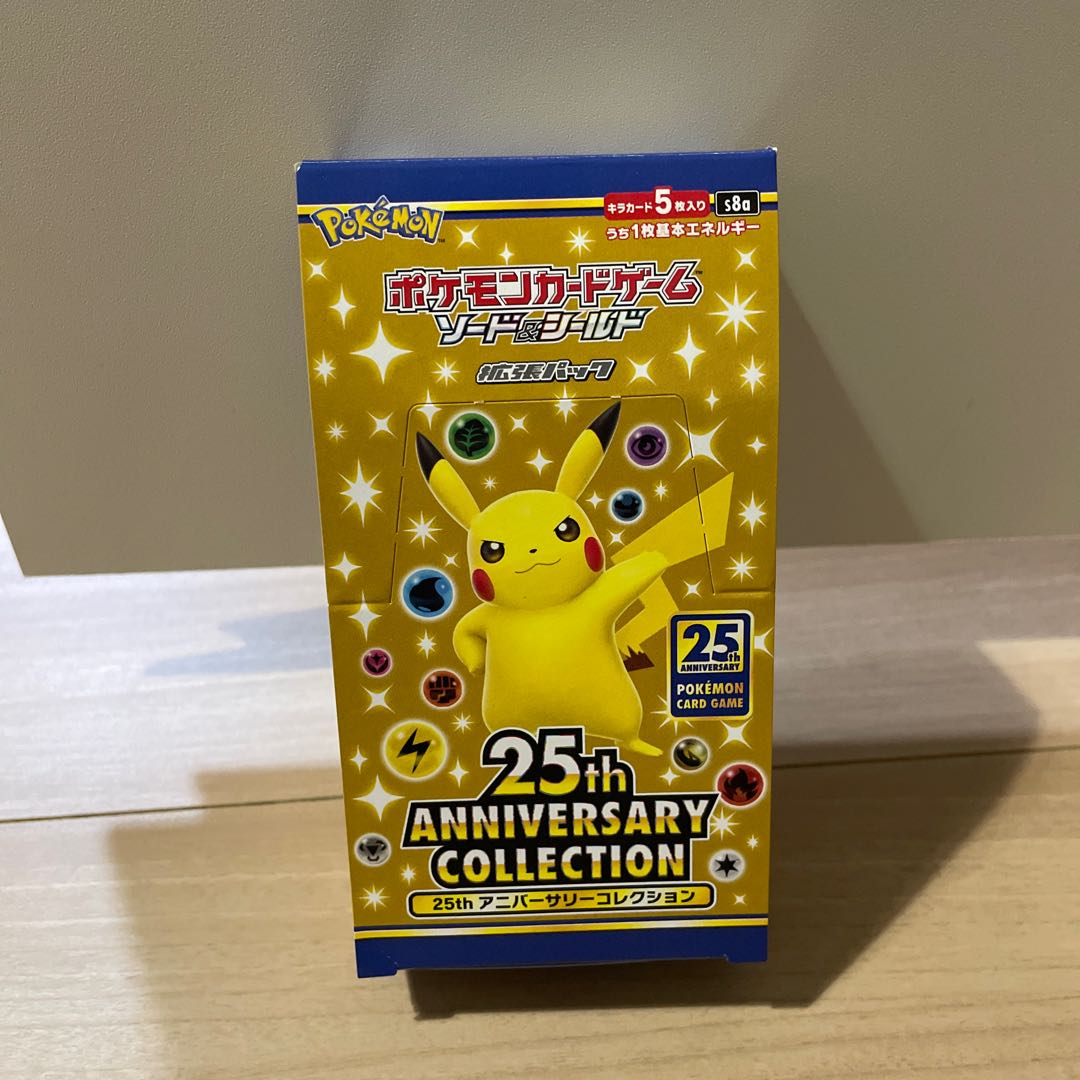 POKéMON™
キラカード5枚入り s8a
うち1枚基本エネルギー
ポケモンカードゲーム™
ソード&シールド
拡張パック
25th
ANNIVERSARY
POKÉMON
CARD GAME
25th
ANNIVERSARY
COLLECTION
25th アニバーサリーコレクション